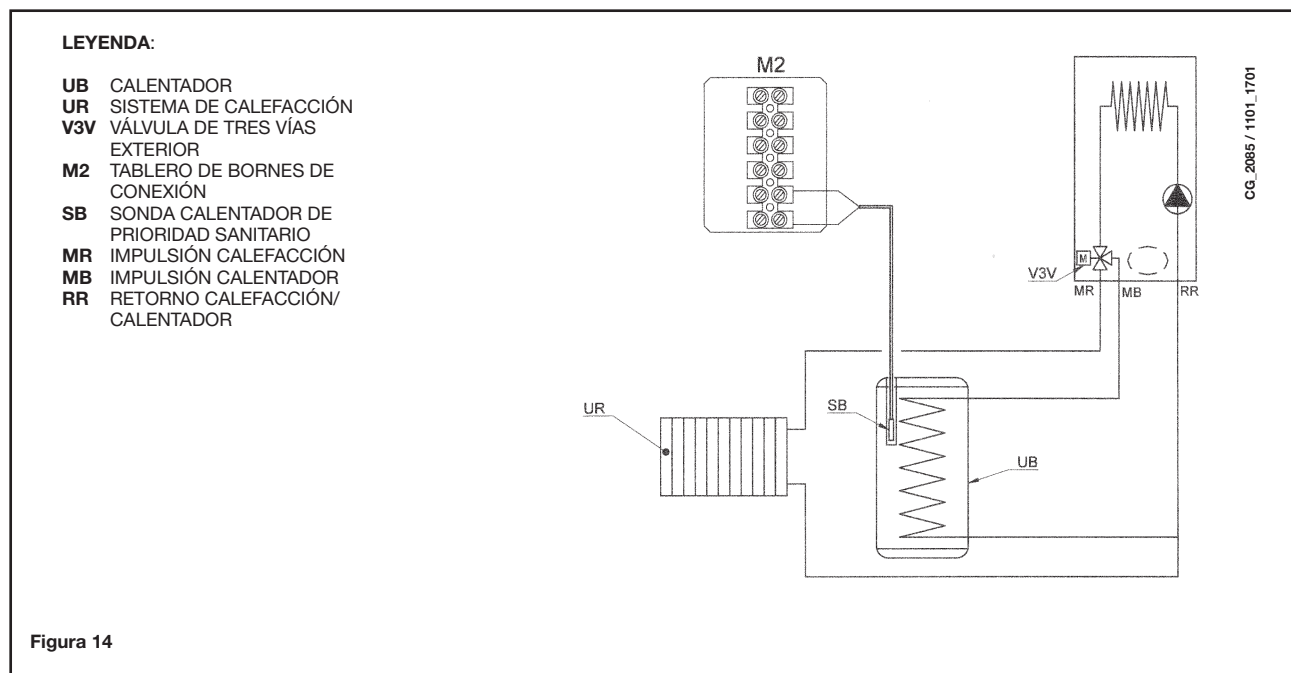 LEYENDA:
UB CALENTADOR
UR SISTEMA DE CALEFACCIÓN
V3V VÁLVULA DE TRES VÍAS
EXTERIOR
M2 TABLERO DE BORNES DE
CONEXIÓN
SB SONDA CALENTADOR DE
PRIORIDAD SANITARIO
MR IMPULSIÓN CALEFACCIÓN
MB IMPULSIÓN CALENTADOR
RR RETORNO CALEFACCIÓN/
CALENTADOR
M2
CG_2085 / 1101_1701
M
V3V
MR
MB
RR
UR
SB
UB
Figura 14